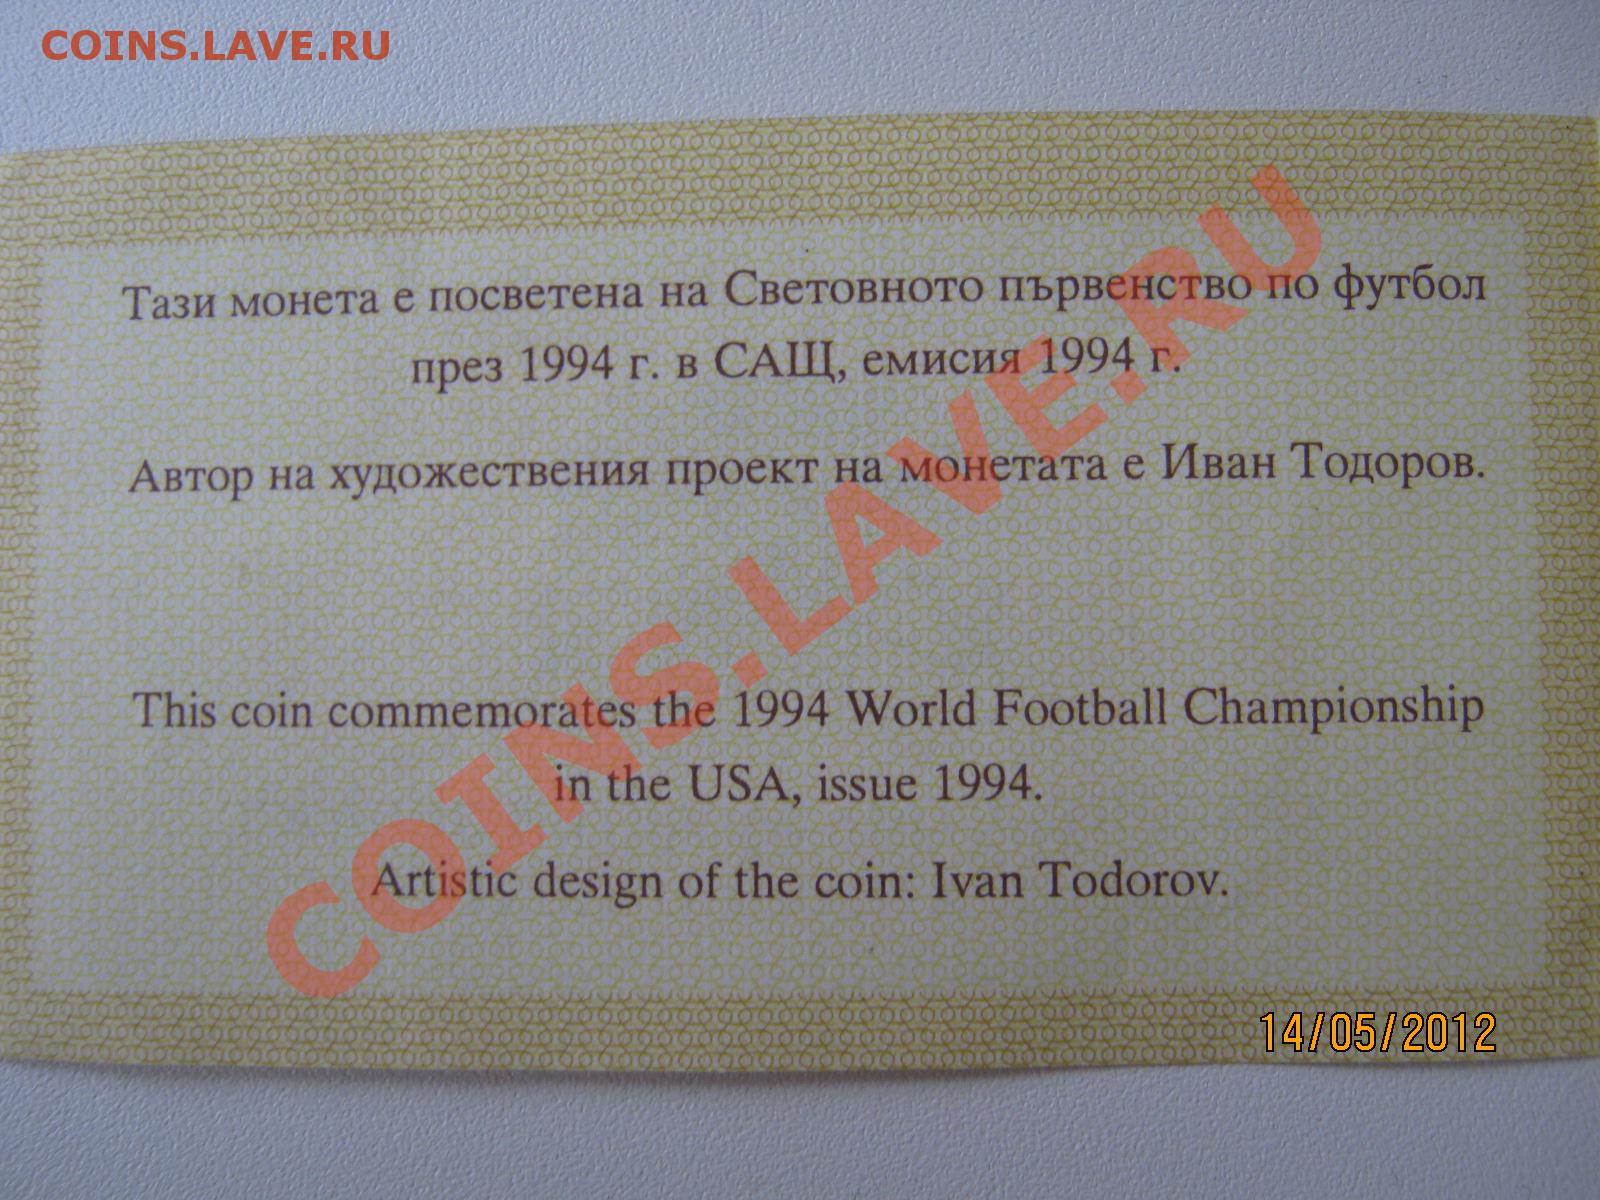 COINS.LAVE.RU
Тази монета е посветена на Световното първенство по футбол
през 1994 г. в САЩ, емисия 1994 г.
Автор на художествения проект на монетата е Иван Тодоров.
This coin commemorates the 1994 World Football Championship
in the USA, issue 1994.
Artistic design of the coin: Ivan Todorov.
COINS.LAVE.RU
14/05/2012